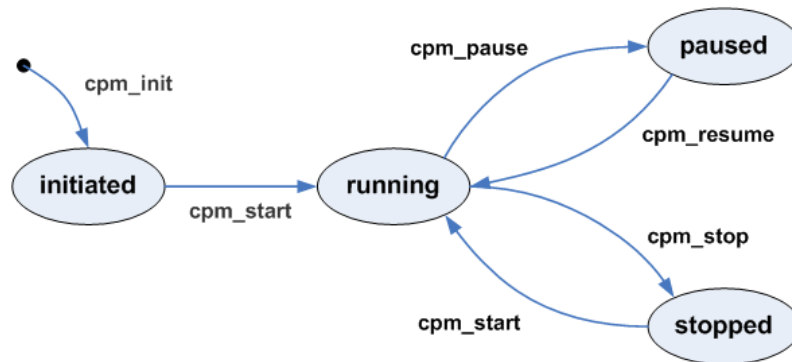 cpm_pause
paused
cpm_init
cpm_resume
initiated
running
cpm_start
cpm_stop
cpm_start
stopped